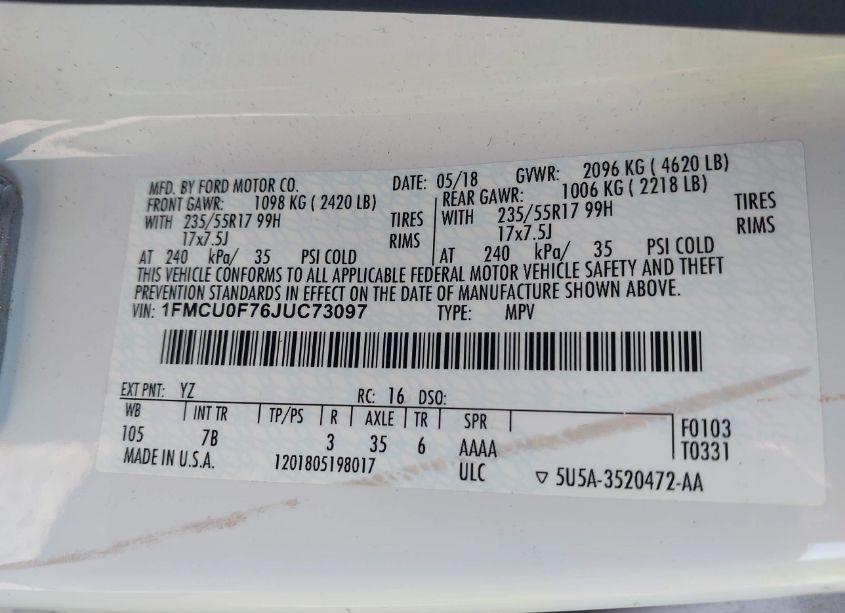 MFD. BY FORD MOTOR CO. DATE: 05/18 GVWR: 2096 KG ( 4620 LB)
FRONT GAWR: 1098 KG ( 2420 LB) REAR GAWR: 1006 KG ( 2218 LB)
WITH 235/55R17 99H TIRES WITH 235/55R17 99H TIRES
17x7.5J RIMS 17x7.5J RIMS
AT 240 kPa/ 35 PSI COLD AT 240 kPa/ 35 PSI COLD
THIS VEHICLE CONFORMS TO ALL APPLICABLE FEDERAL MOTOR VEHICLE SAFETY AND THEFT
PREVENTION STANDARDS IN EFFECT ON THE DATE OF MANUFACTURE SHOWN ABOVE.
VIN: 1FMCU0F76JUC73097 TYPE: MPV
EXT PNT: YZ RC: 16 DSO:
WB INT TR TP/PS R AXLE TR SPR F0103
105 7B 3 35 6 AAAA T0331
MADE IN U.S.A. 1201805198017 ULC ▽ 5U5A-3520472-AA